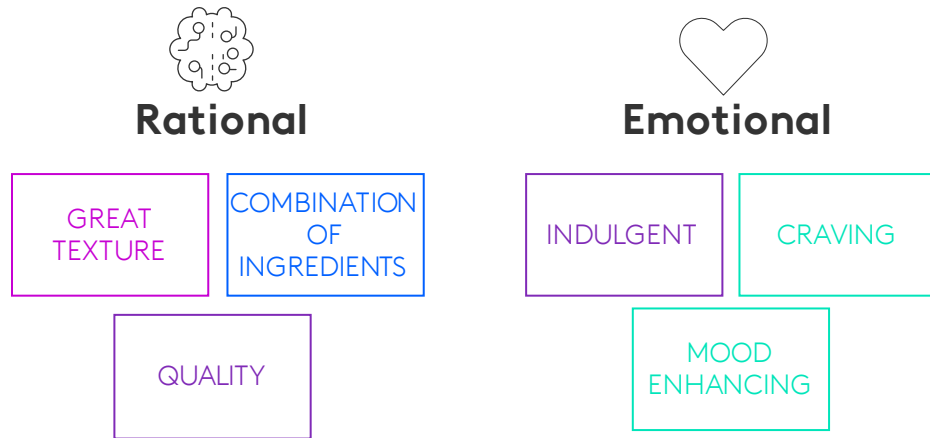 Rational
Emotional
GREAT
TEXTURE
COMBINATION
OF
INGREDIENTS
INDULGENT
CRAVING
QUALITY
MOOD
ENHANCING